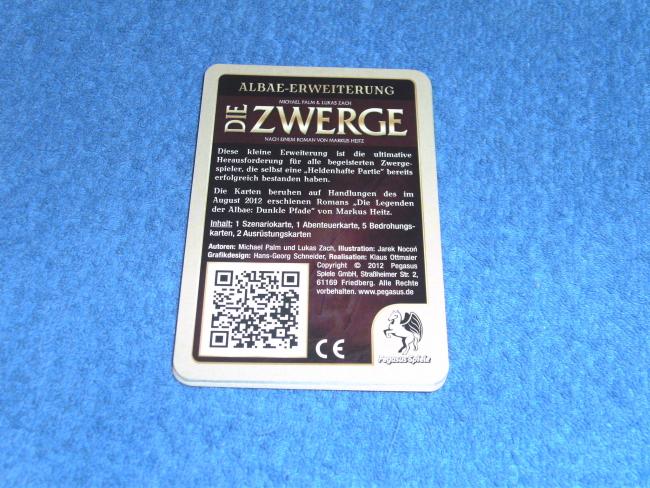 ALBAE-ERWEITERUNG
MICHAEL PALM & LUKAS ZACH
DIE ZWERGE
NACH EINEM ROMAN VON MARKUS HEITZ
Diese kleine Erweiterung ist die ultimative
Herausforderung für alle begeisterten Zwerge-
spieler, die selbst eine „Heldenhafte Partie" bereits
erfolgreich bestanden haben.
Die Karten beruhen auf Handlungen des im
August 2012 erschienen Romans „Die Legenden
der Albae: Dunkle Pfade" von Markus Heitz.
Inhalt: 1 Szenariokarte, 1 Abenteuerkarte, 5 Bedrohungs-
karten, 2 Ausrüstungskarten
Autoren: Michael Palm und Lukas Zach, Illustration: Jarek Nocoń
Grafikdesign: Hans-Georg Schneider, Realisation: Klaus Ottmaier
Copyright © 2012 Pegasus
Spiele GmbH, Straßheimer Str. 2,
61169 Friedberg. Alle Rechte
vorbehalten. www.pegasus.de
CE
Pegasus Spiele